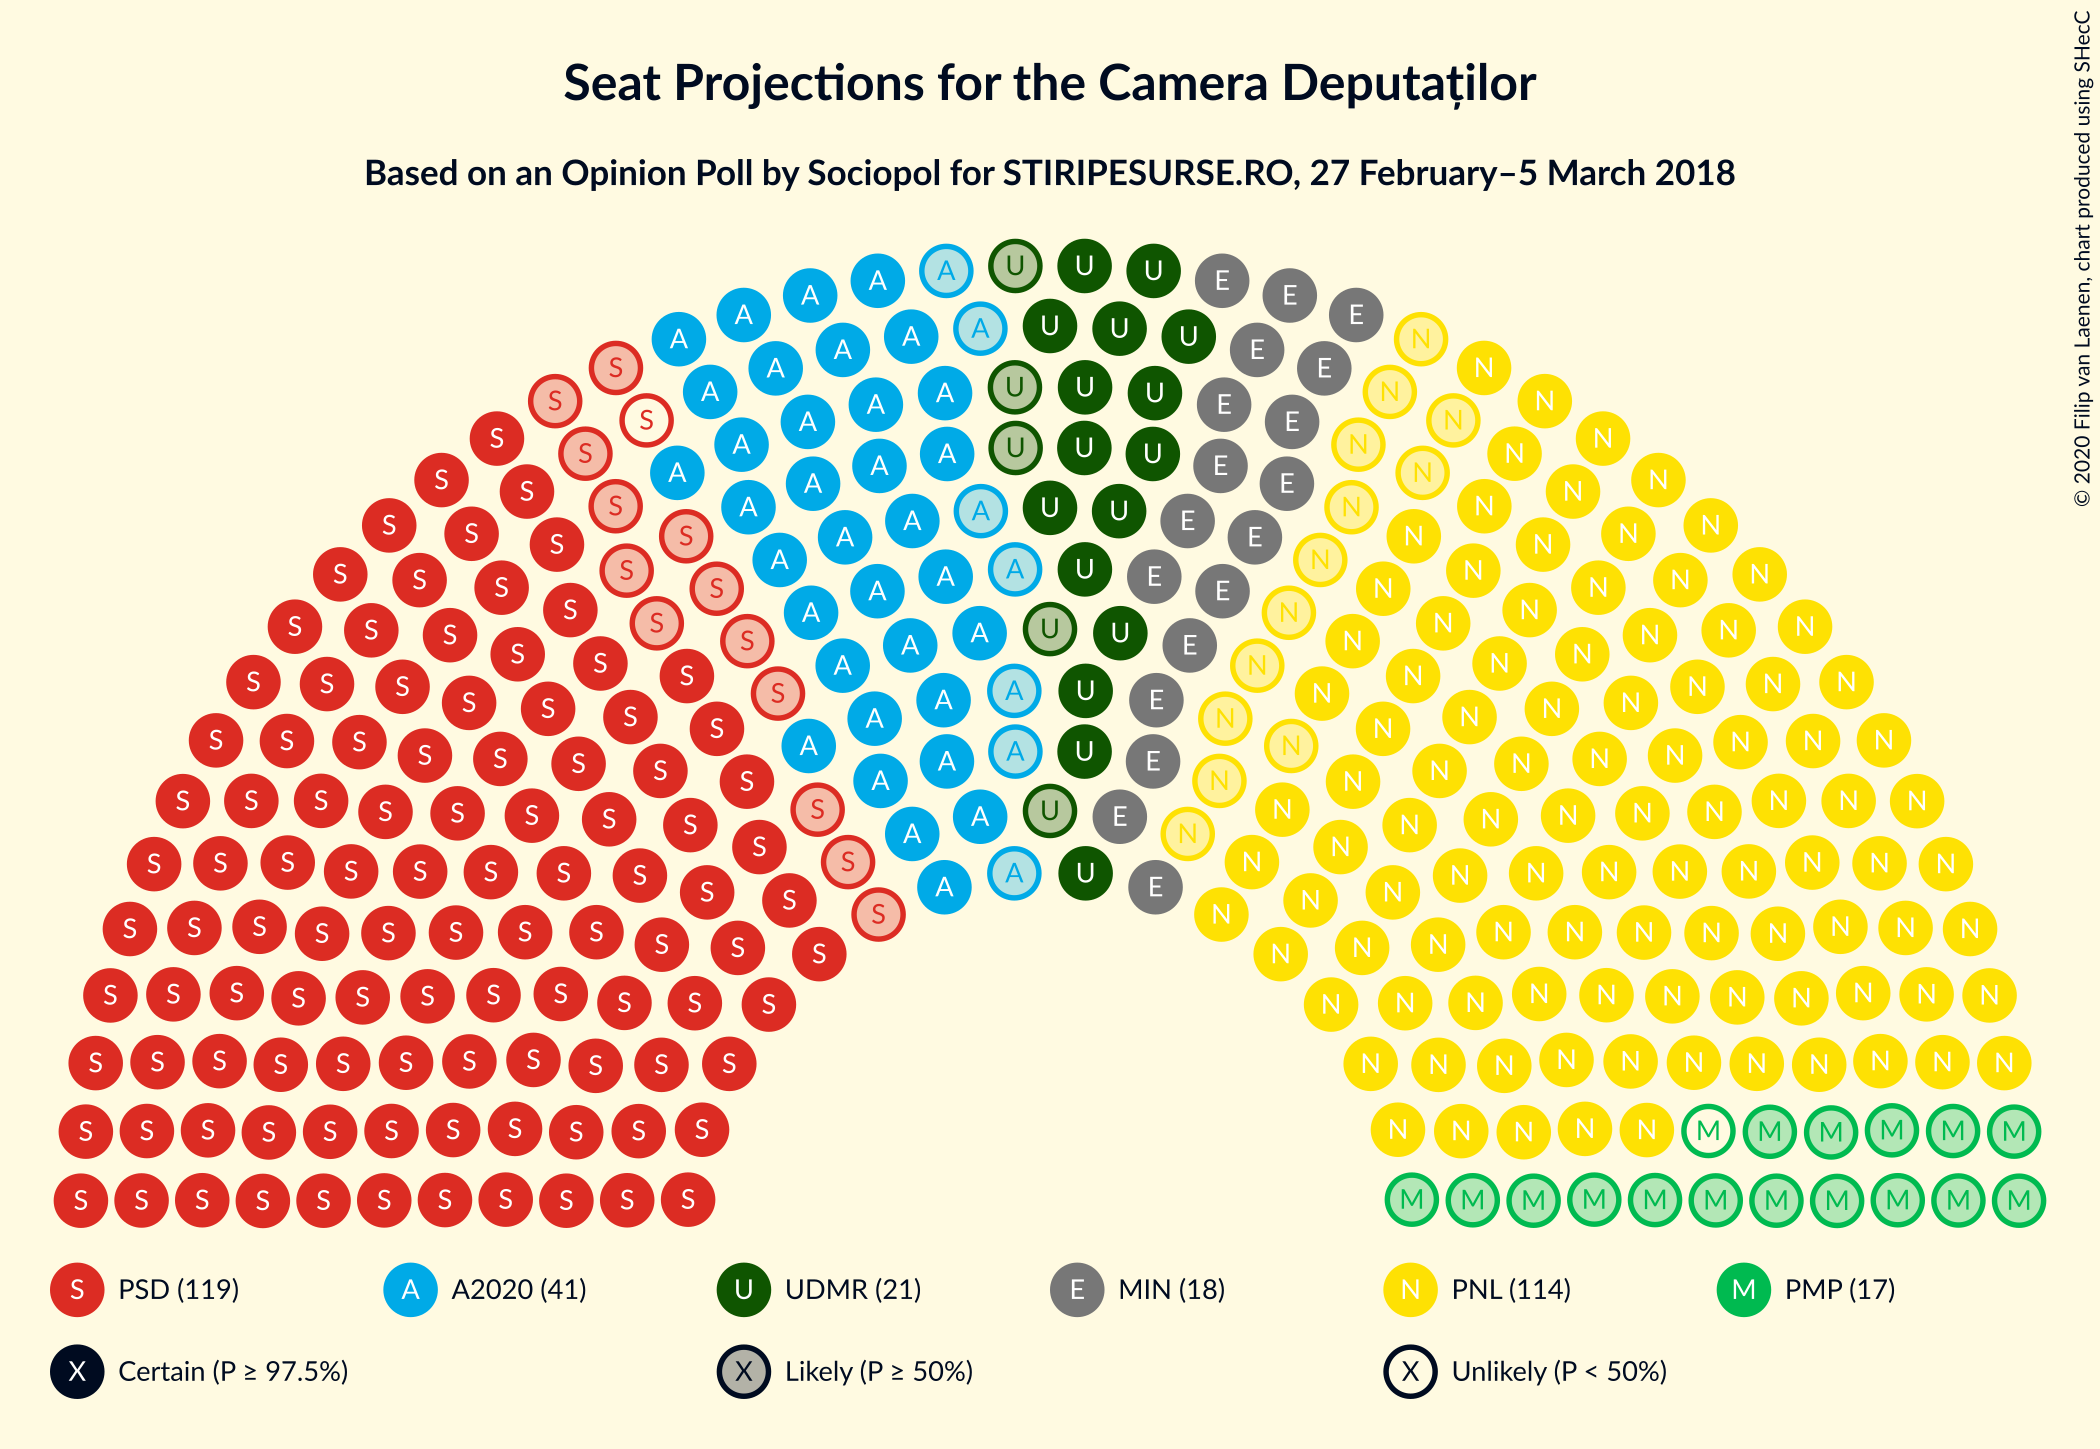 Seat Projections for the Camera Deputaților
Based on an Opinion Poll by Sociopol for STIRIPESURSE.RO, 27 February–5 March 2018
© 2020 Filip van Laenen, chart produced using SHecC
S PSD (119) A A2020 (41) U UDMR (21) E MIN (18) N PNL (114) M PMP (17)
X Certain (P ≥ 97.5%) X Likely (P ≥ 50%) X Unlikely (P < 50%)